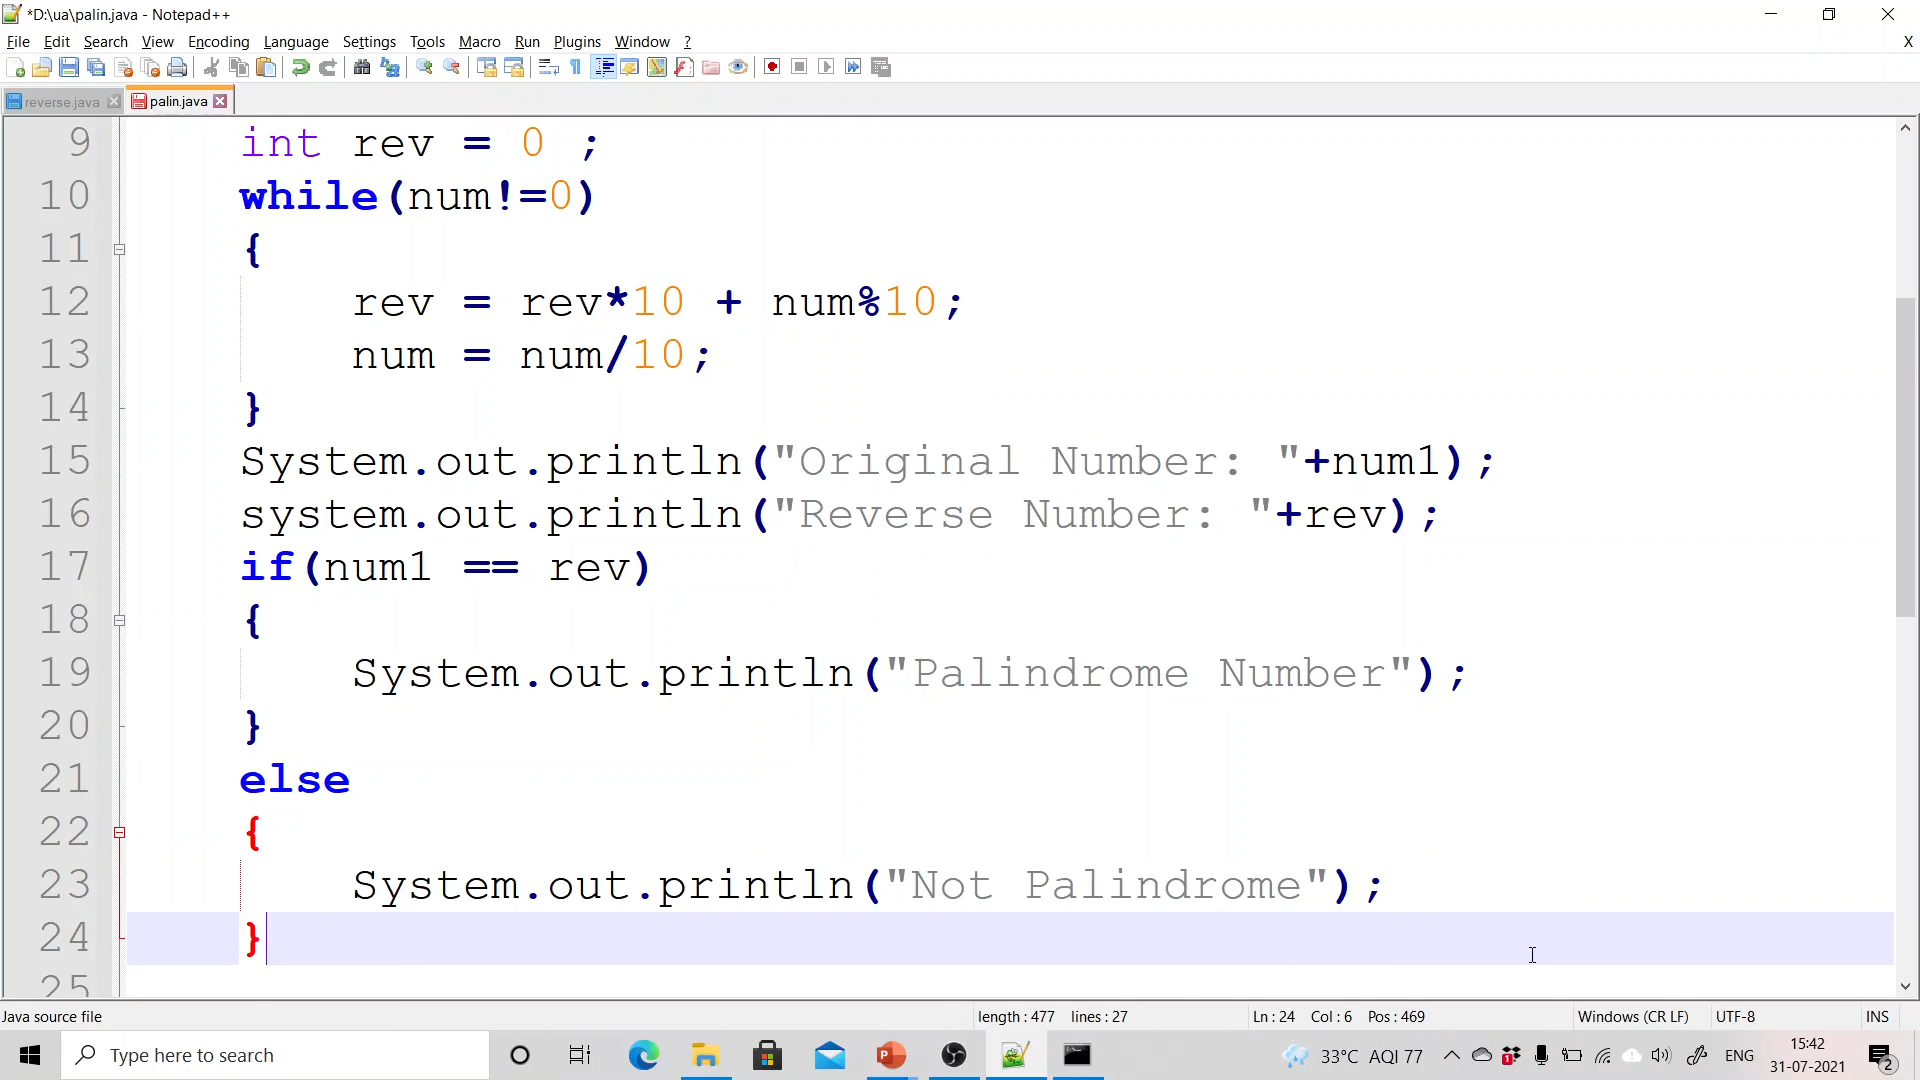 *D:\ua\palin.java - Notepad++
File Edit Search View Encoding Language Settings Tools Macro Run Plugins Window ? X
reverse.java palin.java
9 int rev = 0 ;
10 while(num!=0)
11 {
12 rev = rev*10 + num%10;
13 num = num/10;
14 }
15 System.out.println("Original Number: "+num1);
16 system.out.println("Reverse Number: "+rev);
17 if(num1 == rev)
18 {
19 System.out.println("Palindrome Number");
20 }
21 else
22 {
23 System.out.println("Not Palindrome");
24 }
25
Java source file length : 477 lines : 27 Ln : 24 Col : 6 Pos : 469 Windows (CR LF) UTF-8 INS
Type here to search 33°C AQI 77 ENG 15:42
31-07-2021 2